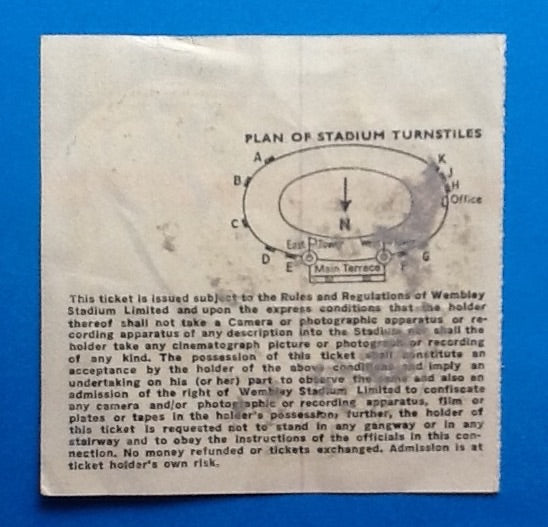 PLAN OF STADIUM TURNSTILES
A
K
B
J
H
Office
C
N
East Tower
D
E
G
F
Main Terrace
This ticket is issued subject to the Rules and Regulations of Wembley
Stadium Limited and upon the express conditions that the holder
thereof shall not take a Camera or photographic apparatus or re-
cording apparatus of any description into the Stadium nor shall the
holder take any cinematograph picture or photograph or recording
of any kind. The possession of this ticket shall constitute an
acceptance by the holder of the above conditions and imply an
undertaking on his (or her) part to observe the same and also an
admission of the right of Wembley Stadium Limited to confiscate
any camera and/or photographic or recording apparatus, film or
plates or tapes in the holder's possession; further, the holder of
this ticket is requested not to stand in any gangway or in any
stairway and to obey the instructions of the officials in this con-
nection. No money refunded or tickets exchanged. Admission is at
ticket holder's own risk.